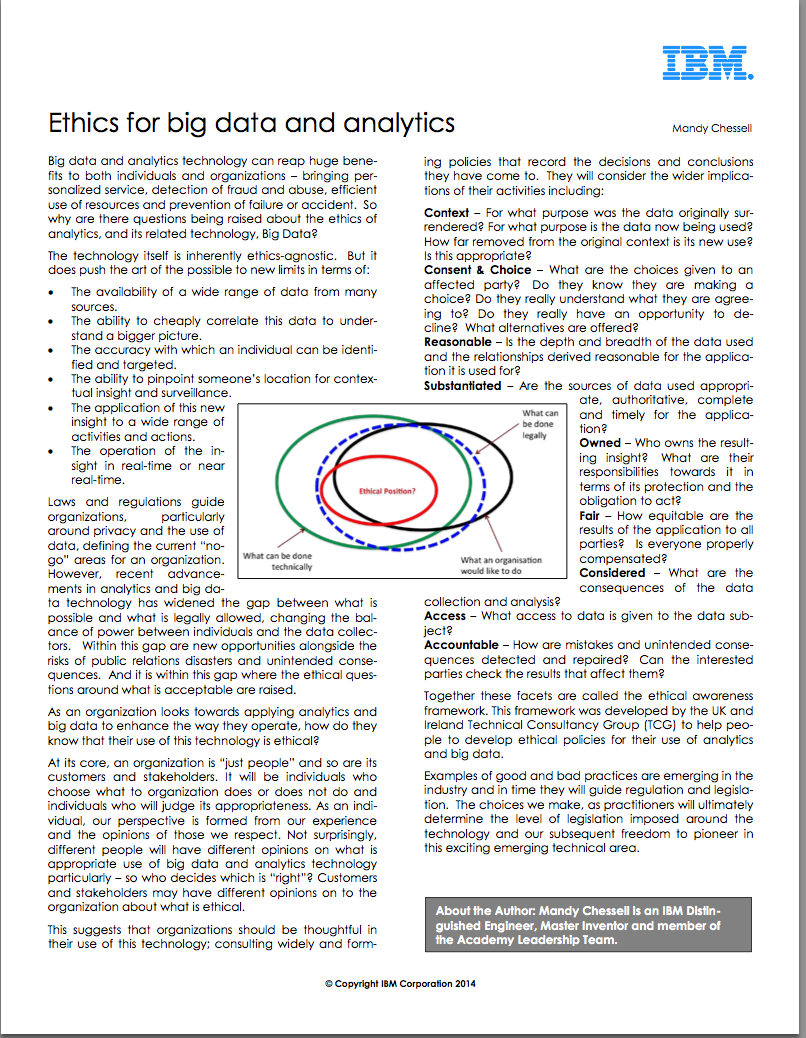 IBM.
Ethics for big data and analytics
Mandy Chessell
Big data and analytics technology can reap huge bene-
fits to both individuals and organizations – bringing per-
sonalized service, detection of fraud and abuse, efficient
use of resources and prevention of failure or accident. So
why are there questions being raised about the ethics of
analytics, and its related technology, Big Data?
The technology itself is inherently ethics-agnostic. But it
does push the art of the possible to new limits in terms of:
• The availability of a wide range of data from many
sources.
• The ability to cheaply correlate this data to under-
stand a bigger picture.
• The accuracy with which an individual can be identi-
fied and targeted.
• The ability to pinpoint someone's location for contex-
tual insight and surveillance.
• The application of this new
insight to a wide range of
activities and actions.
• The operation of the in-
sight in real-time or near
real-time.
Laws and regulations guide
organizations, particularly
around privacy and the use of
data, defining the current "no-
go" areas for an organization.
However, recent advance-
ments in analytics and big da-
ta technology has widened the gap between what is
possible and what is legally allowed, changing the bal-
ance of power between individuals and the data collec-
tors. Within this gap are new opportunities alongside the
risks of public relations disasters and unintended conse-
quences. And it is within this gap where the ethical ques-
tions around what is acceptable are raised.
As an organization looks towards applying analytics and
big data to enhance the way they operate, how do they
know that their use of this technology is ethical?
At its core, an organization is "just people" and so are its
customers and stakeholders. It will be individuals who
choose what to organization does or does not do and
individuals who will judge its appropriateness. As an indi-
vidual, our perspective is formed from our experience
and the opinions of those we respect. Not surprisingly,
different people will have different opinions on what is
appropriate use of big data and analytics technology
particularly – so who decides which is "right"? Customers
and stakeholders may have different opinions on to the
organization about what is ethical.
This suggests that organizations should be thoughtful in
their use of this technology; consulting widely and form-
ing policies that record the decisions and conclusions
they have come to. They will consider the wider implica-
tions of their activities including:
Context – For what purpose was the data originally sur-
rendered? For what purpose is the data now being used?
How far removed from the original context is its new use?
Is this appropriate?
Consent & Choice – What are the choices given to an
affected party? Do they know they are making a
choice? Do they really understand what they are agree-
ing to? Do they really have an opportunity to de-
cline? What alternatives are offered?
Reasonable – Is the depth and breadth of the data used
and the relationships derived reasonable for the applica-
tion it is used for?
Substantiated – Are the sources of data used appropri-
ate, authoritative, complete
and timely for the applica-
tion?
Owned – Who owns the result-
ing insight? What are their
responsibilities towards it in
terms of its protection and the
obligation to act?
Fair – How equitable are the
results of the application to all
parties? Is everyone properly
compensated?
Considered – What are the
consequences of the data
collection and analysis?
Access – What access to data is given to the data sub-
ject?
Accountable – How are mistakes and unintended conse-
quences detected and repaired? Can the interested
parties check the results that affect them?
Together these facets are called the ethical awareness
framework. This framework was developed by the UK and
Ireland Technical Consultancy Group (TCG) to help peo-
ple to develop ethical policies for their use of analytics
and big data.
Examples of good and bad practices are emerging in the
industry and in time they will guide regulation and legisla-
tion. The choices we make, as practitioners will ultimately
determine the level of legislation imposed around the
technology and our subsequent freedom to pioneer in
this exciting emerging technical area.
What can
be done
legally
Ethical Position?
What can be done
technically
What an organisation
would like to do
About the Author: Mandy Chessell is an IBM Distin-
guished Engineer, Master Inventor and member of
the Academy Leadership Team.
© Copyright IBM Corporation 2014